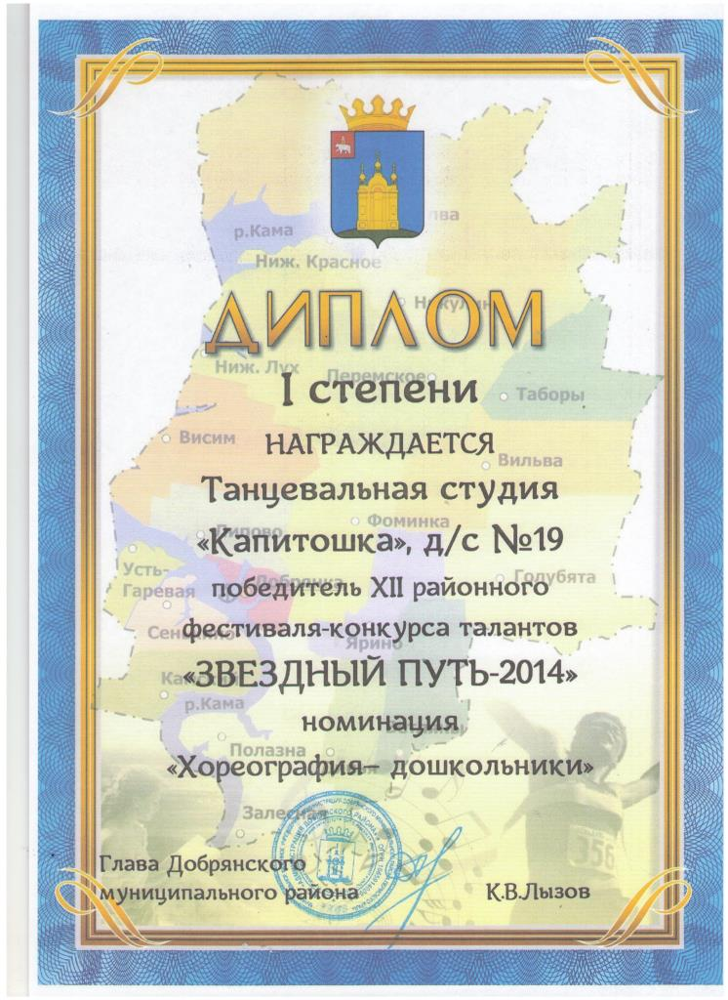 р.Кама
Ниж. Красное
ДИПЛОМ
Ниж. Лух
Перемское
I степени
Таборы
НАГРАЖДАЕТСЯ
Висим
Вильва
Танцевальная студия
Фоминка
«Капитошка», д/с №19
Усть-
Гаревая
Добрянка
Голубята
победитель XII районного
фестиваля-конкурса талантов
Ярино
«ЗВЕЗДНЫЙ ПУТЬ-2014»
р.Кама
номинация
Полазна
«Хореография– дошкольники»
Залесная
356
Глава Добрянского
муниципального района
К.В.Лызов